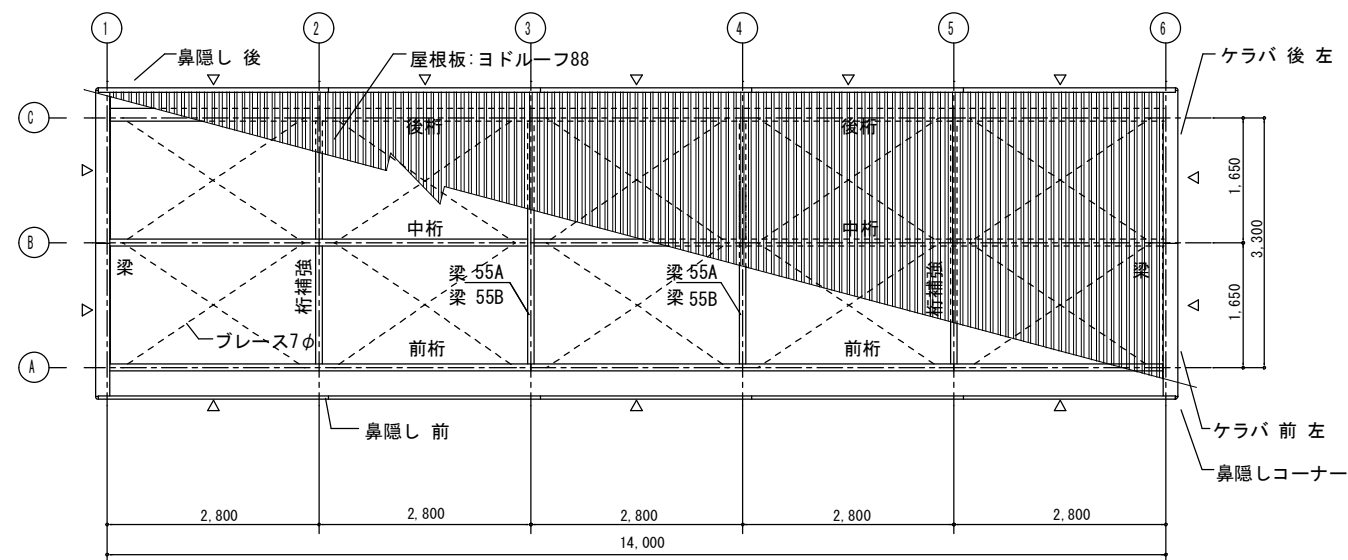 1
2
3
4
5
6
鼻隠し 後
屋根板:ヨドルーフ88
ケラバ 後 左
C
後桁
後桁
1,650
3,300
B
中桁
中桁
梁
桁補強
梁 55A
梁 55B
梁 55A
梁 55B
桁補強
梁
1,650
ブレース7φ
前桁
前桁
A
鼻隠し 前
ケラバ 前 左
鼻隠しコーナー
2,800
2,800
2,800
2,800
2,800
14,000